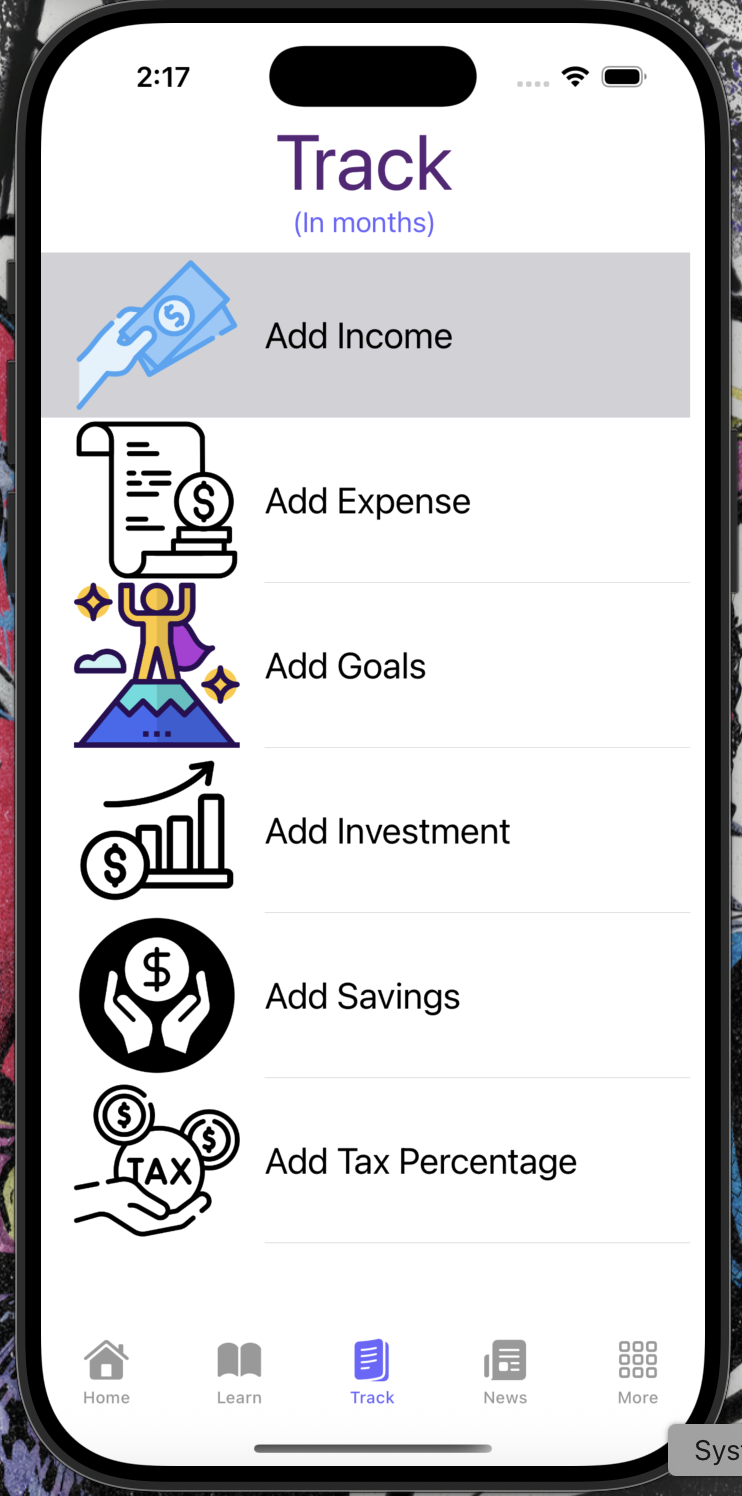 2:17
Track
(In months)
Add Income
Add Expense
Add Goals
Add Investment
Add Savings
TAX
Add Tax Percentage
Home
Learn
Track
News
More